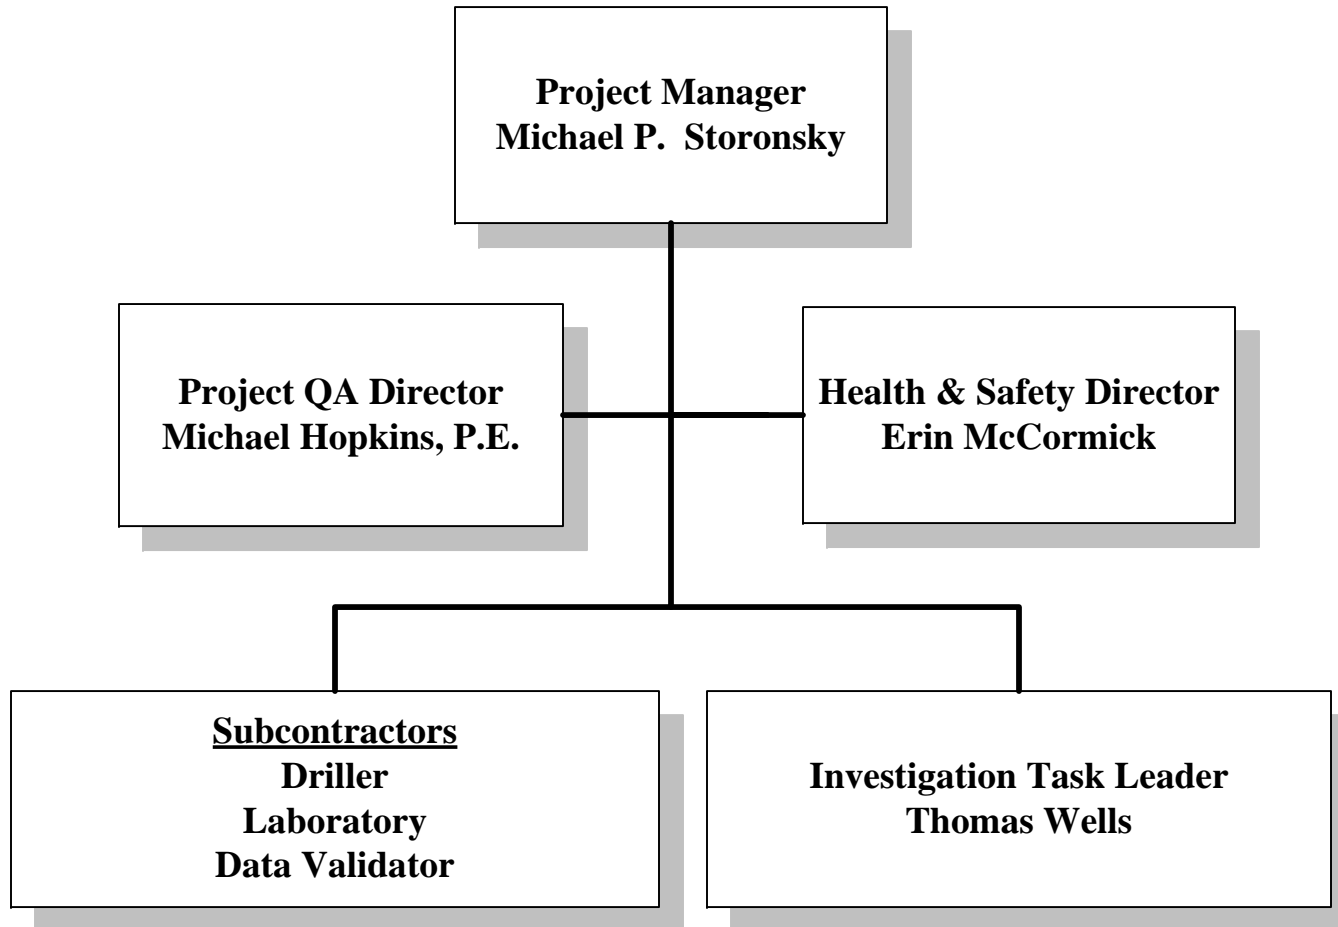 Project Manager
Michael P.  Storonsky
Project QA Director
Michael Hopkins, P.E.
Health & Safety Director
Erin McCormick
Subcontractors
Driller
Laboratory
Data Validator
Investigation Task Leader
Thomas Wells